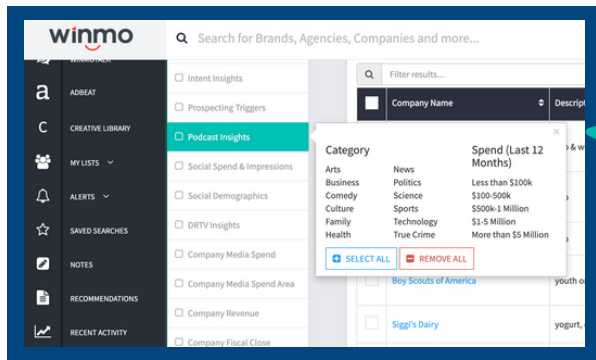 winmo
Search for Brands, Agencies, Companies and more...
WINMOTALK
a ADBEAT
C CREATIVE LIBRARY
MY LISTS
ALERTS
SAVED SEARCHES
NOTES
RECOMMENDATIONS
RECENT ACTIVITY
Intent Insights
Prospecting Triggers
Podcast Insights
Social Spend & Impressions
Social Demographics
DRTV Insights
Company Media Spend
Company Media Spend Area
Company Revenue
Company Fiscal Close
Filter results...
Company Name
Descript
Category
Arts
Business
Comedy
Culture
Family
Health
News
Politics
Science
Sports
Technology
True Crime
Spend (Last 12
Months)
Less than $100k
$100-500k
$500k-1 Million
$1-5 Million
More than $5 Million
SELECT ALL
REMOVE ALL
Boy Scouts of America
youth o
Siggi's Dairy
yogurt,